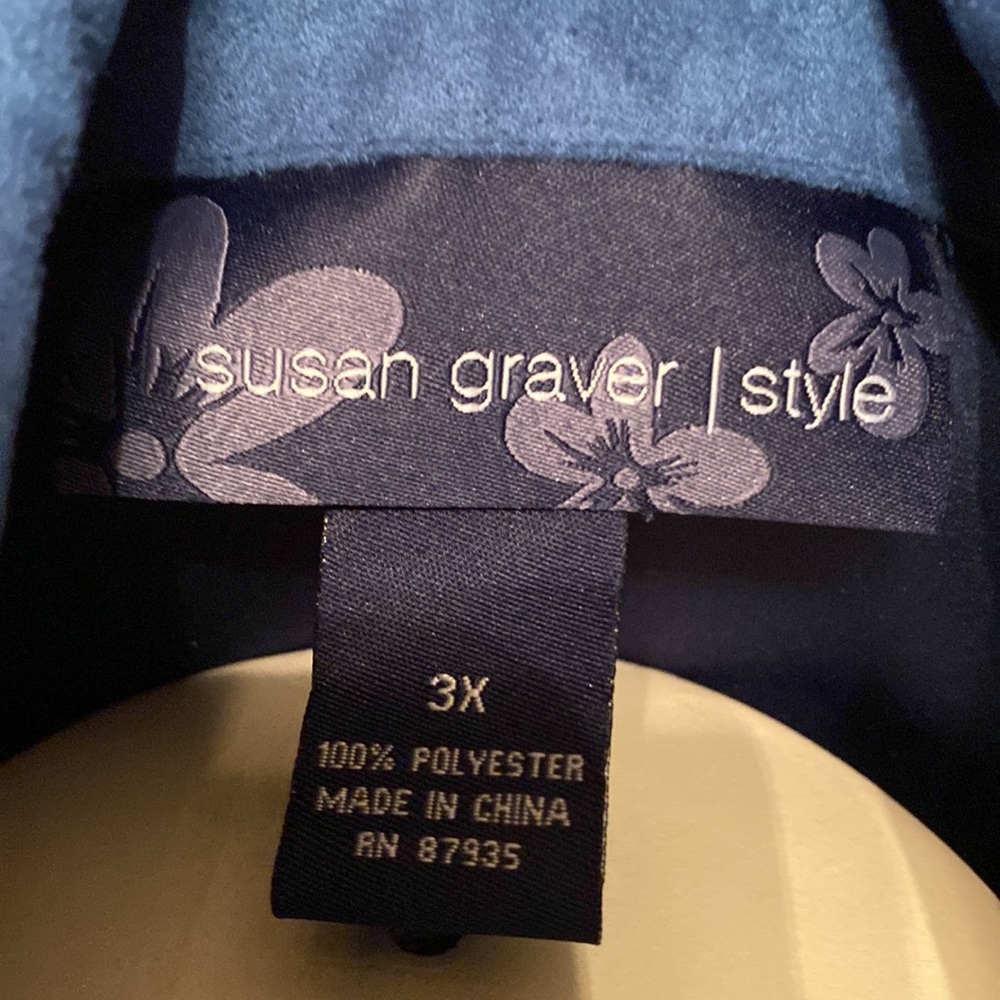 susan graver | style
3X
100% POLYESTER
MADE IN CHINA
RN 87935